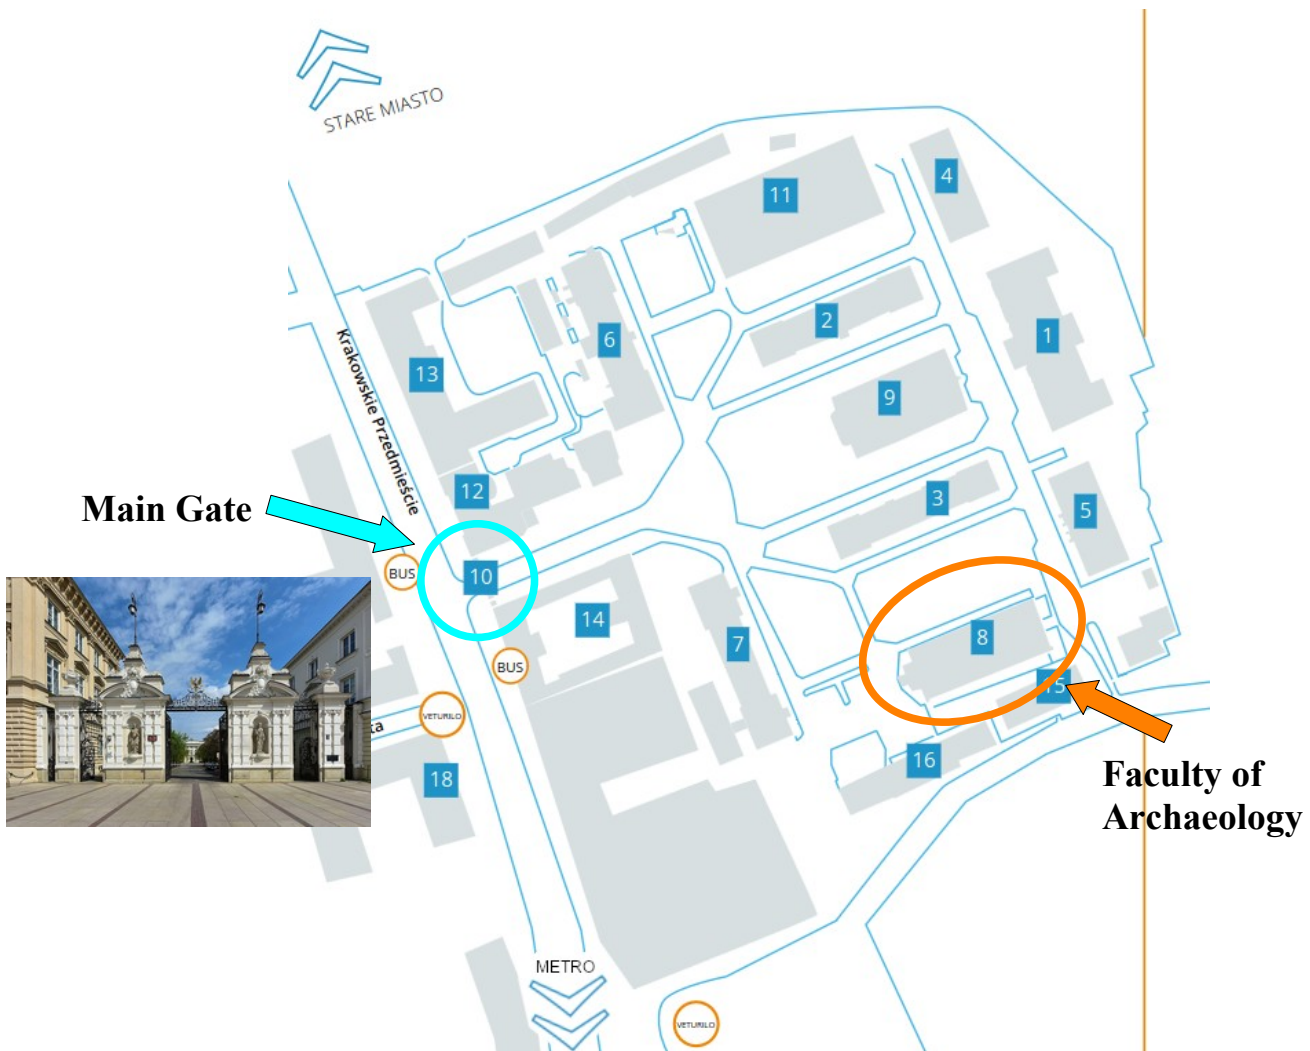 STARE MIASTO
4
11
1
2
6
13
9
Krakowskie Przedmieście
12
3
5
Main Gate
BUS
10
14
8
7
BUS
15
VETURILO
ta
18
16
Faculty of
Archaeology
METRO
VETURILO